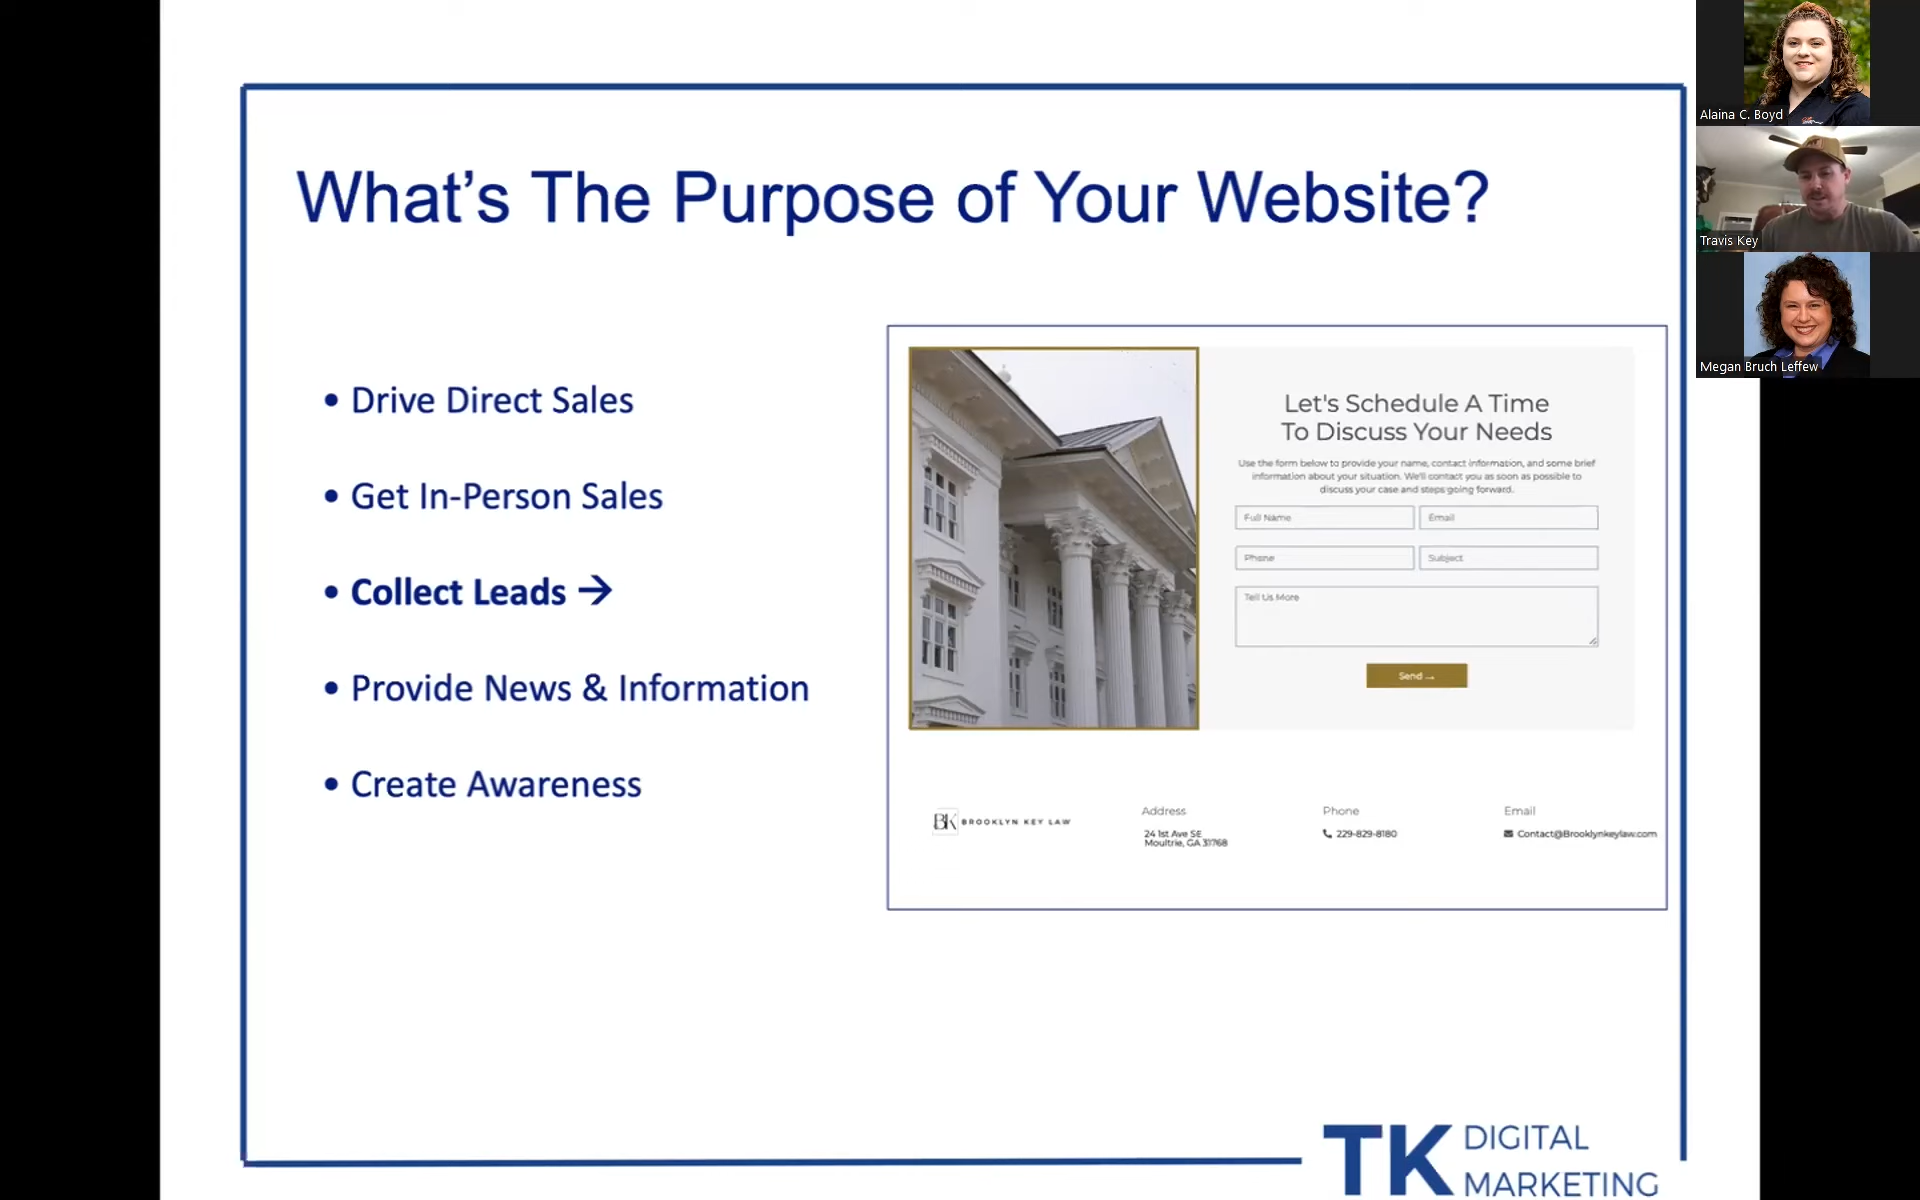 What's The Purpose of Your Website?
• Drive Direct Sales
• Get In-Person Sales
• Collect Leads →
• Provide News & Information
• Create Awareness
Let's Schedule A Time
To Discuss Your Needs
Use the form below to provide your name, contact information, and some brief
information about your situation. We'll contact you as soon as possible to
discuss your case and steps going forward.
Full Name
Email
Phone
Subject
Tell Us More
Send →
BK BROOKLYN KEY LAW
Address
24 1st Ave SE
Moultrie, GA 31768
Phone
229-829-8180
Email
Contact@Brooklynkeylaw.com
TK DIGITAL
MARKETING
Alaina C. Boyd
Travis Key
Megan Bruch Leffew